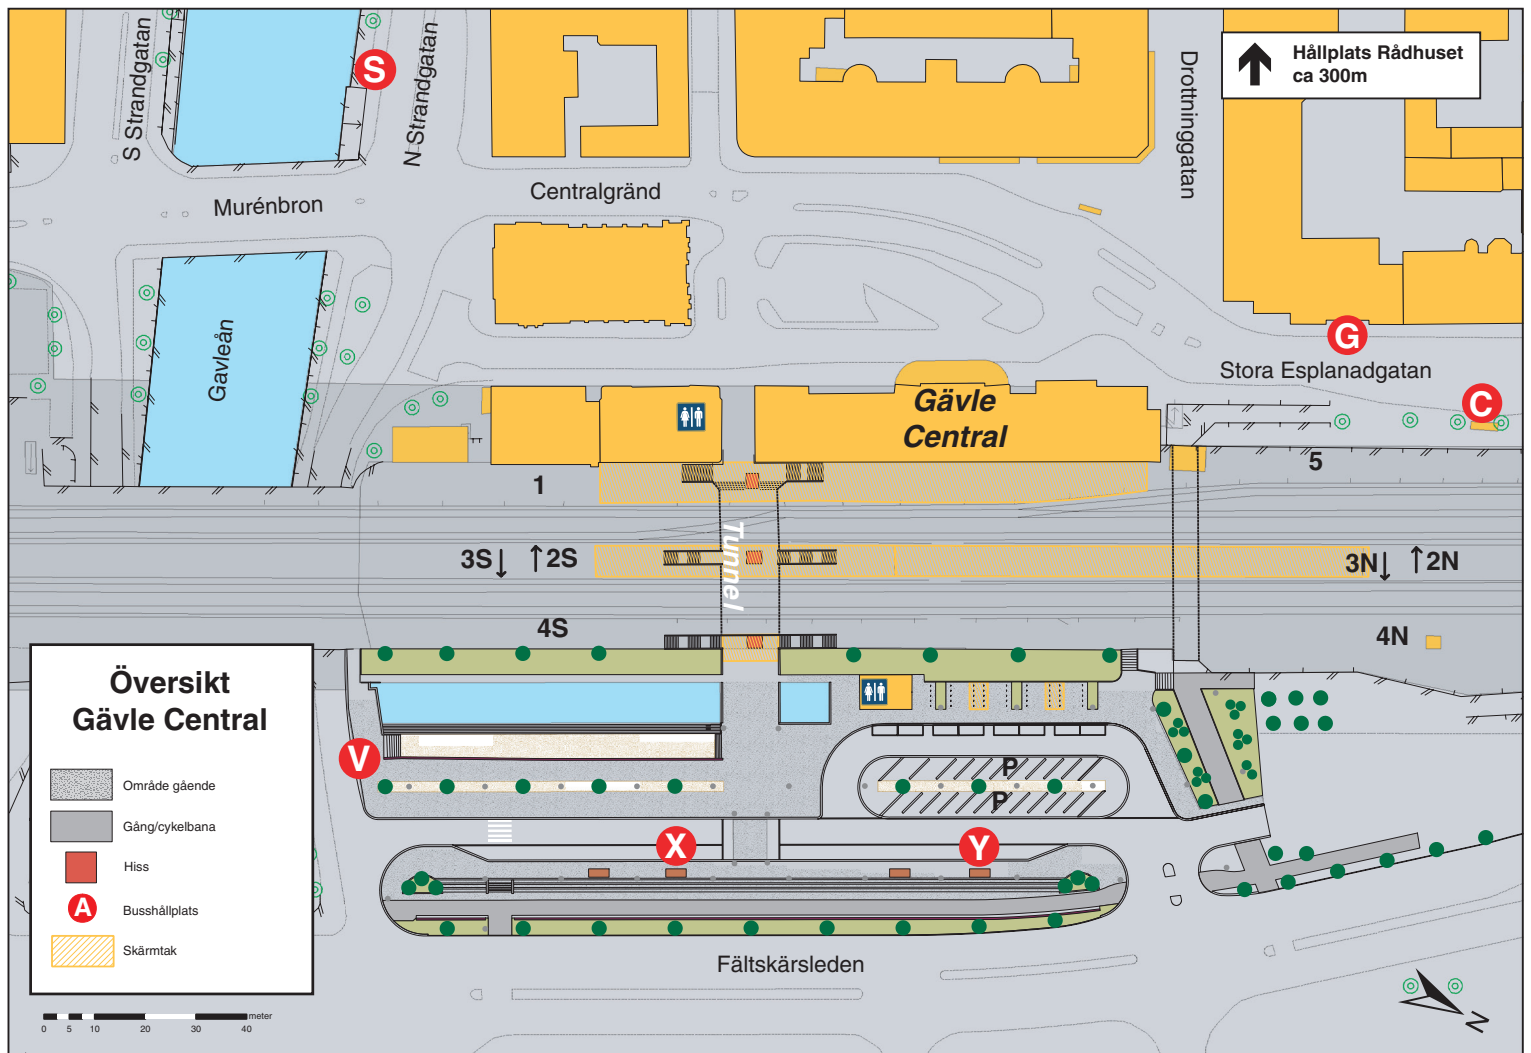 S Strandgatan
S
N Strandgatan
Drottninggatan
Hållplats Rådhuset
ca 300m
Murénbron
Centralgränd
Gavleån
G
Stora Esplanadgatan
C
Gävle
Central
1
5
Tunnel
3S
2S
3N
2N
4S
4N
Översikt
Gävle Central
Område gående
Gång/cykelbana
Hiss
A
Busshållplats
Skärmtak
V
P
P
X
Y
Fältskärsleden
meter
0 5 10 20 30 40
N